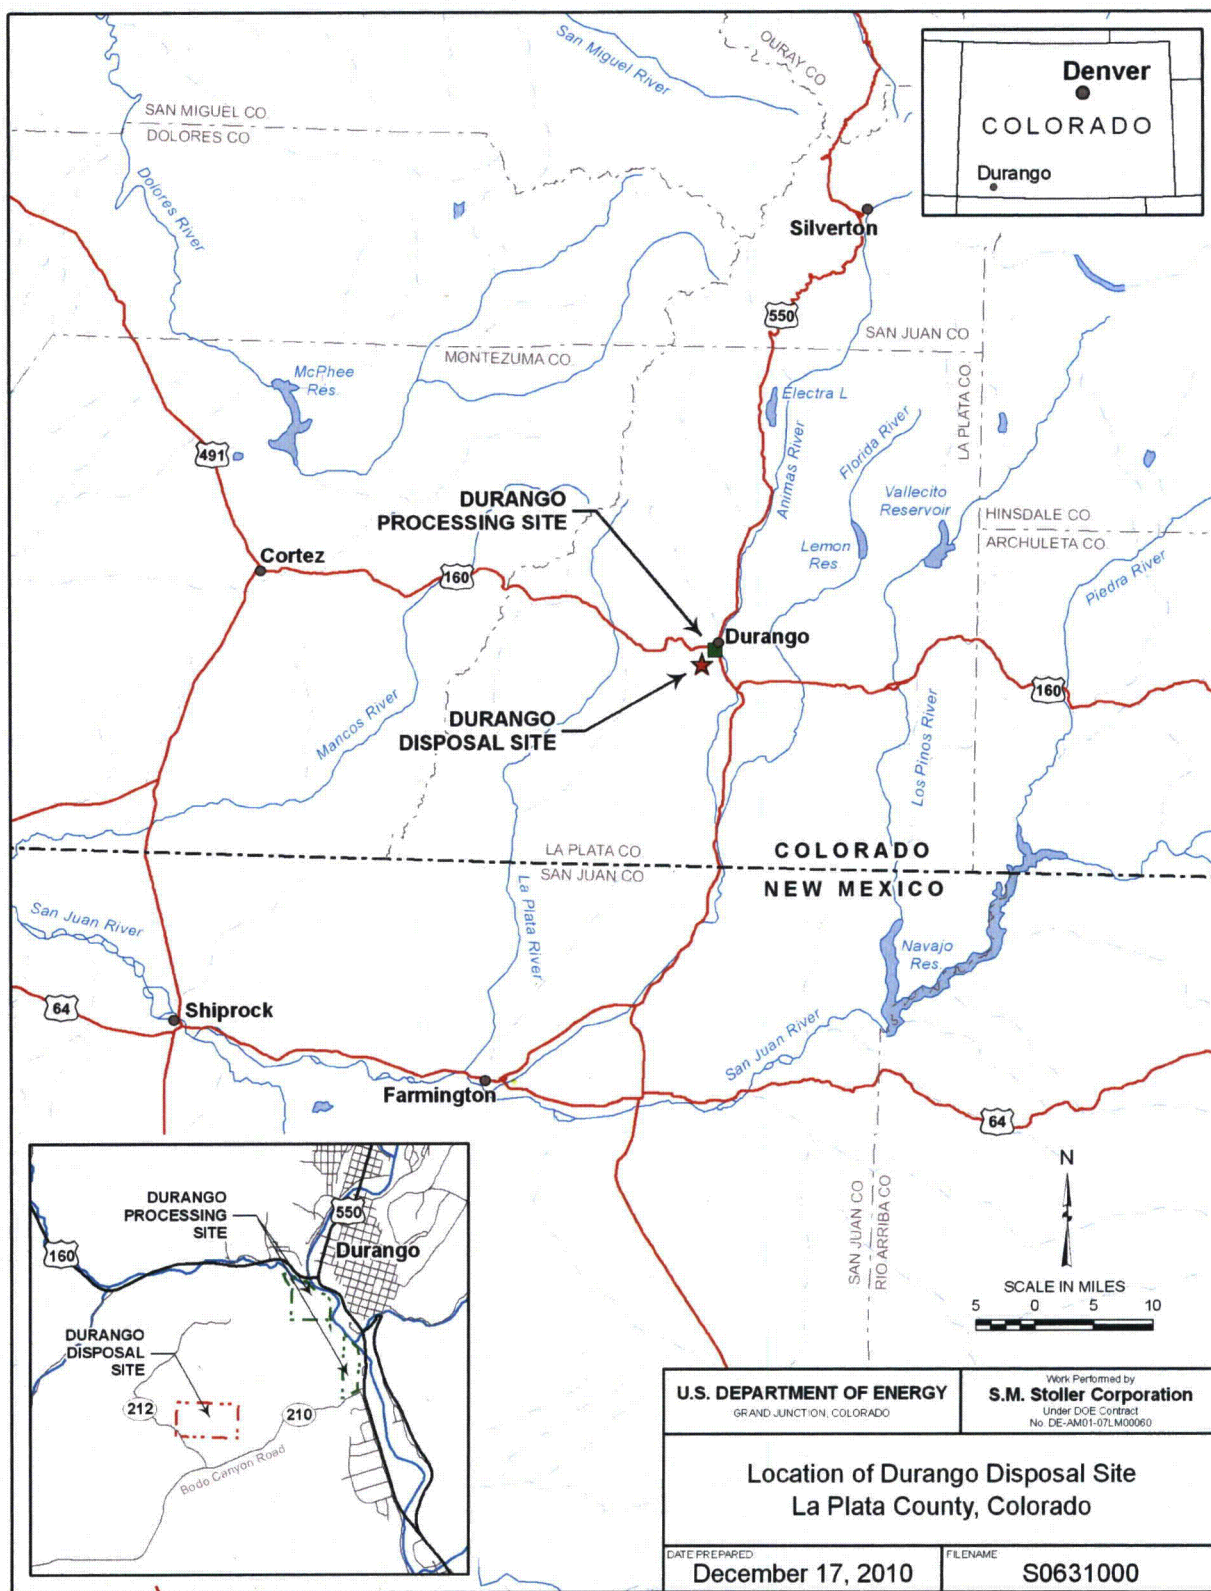 OURAY CO
San Miguel River
SAN MIGUEL CO
DOLORES CO
Denver
COLORADO
Durango
Dolores River
Silverton
550
SAN JUAN CO
MONTEZUMA CO
LA PLATA CO
McPhee
Res.
Electra L
Animas River
Florida River
491
Vallecito
Reservoir
DURANGO
PROCESSING SITE
HINSDALE CO
ARCHULETA CO
Lemon
Res.
Cortez
160
Piedra River
Durango
160
Mancos River
DURANGO
DISPOSAL SITE
Los Pinos River
LA PLATA CO
SAN JUAN CO
COLORADO
NEW MEXICO
La Plata River
San Juan River
Navajo
Res.
64
Shiprock
San Juan River
Farmington
64
SAN JUAN CO
RIO ARRIBA CO
N
SCALE IN MILES
5 0 5 10
DURANGO
PROCESSING
SITE
550
160
Durango
DURANGO
DISPOSAL
SITE
212
210
Bodo Canyon Road
U.S. DEPARTMENT OF ENERGY
GRAND JUNCTION, COLORADO
Work Performed by
S.M. Stoller Corporation
Under DOE Contract
No. DE-AM01-07LM00060
Location of Durango Disposal Site
La Plata County, Colorado
DATE PREPARED
December 17, 2010
FILENAME
S0631000